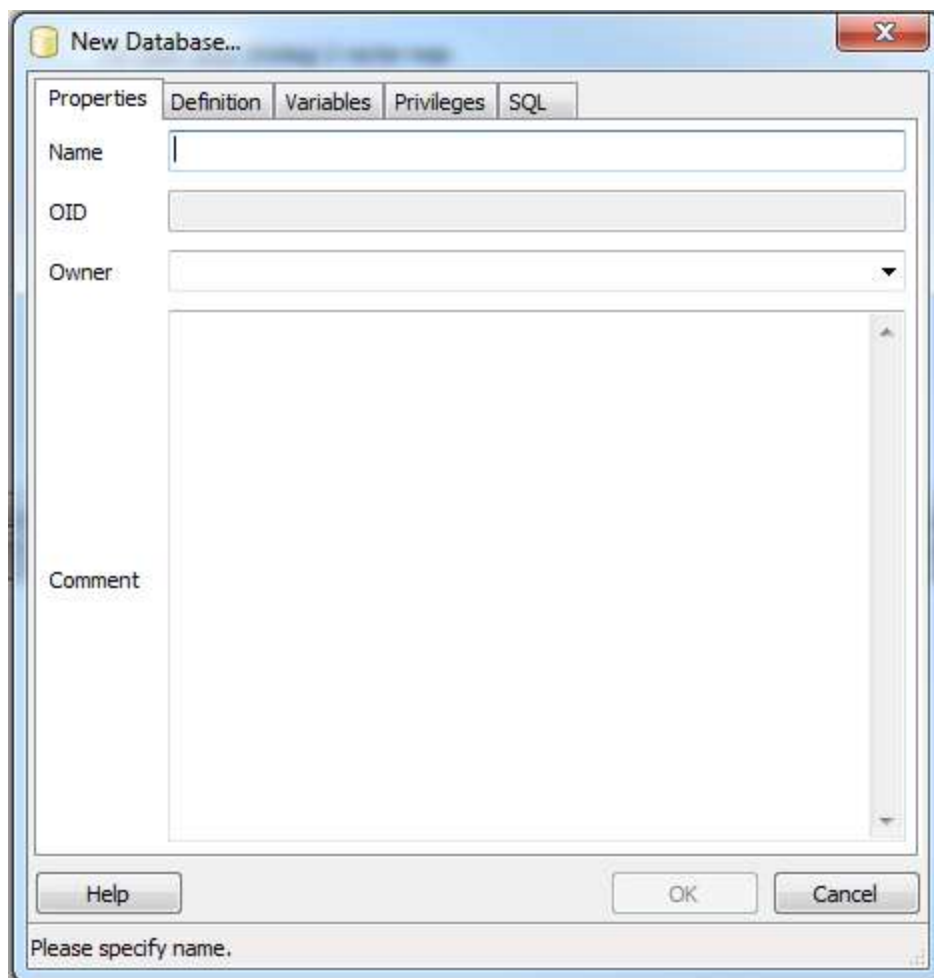 New Database...
Properties Definition Variables Privileges SQL
Name
OID
Owner
Comment
Help OK Cancel
Please specify name.